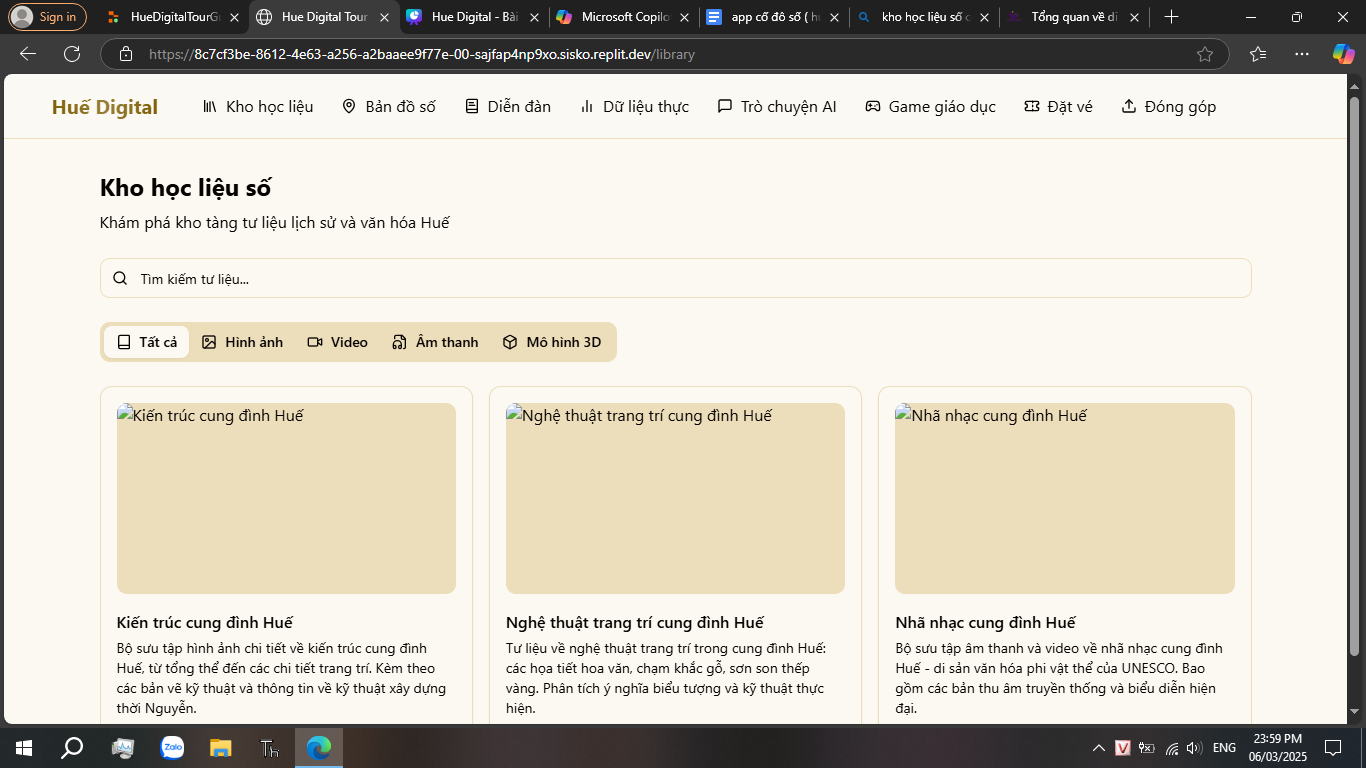 Sign in
HueDigitalTourGu
Hue Digital Tour
Hue Digital - Bài
Microsoft Copilo
app cố đô số ( hu
kho học liệu số c
Tổng quan về di
https://8c7cf3be-8612-4e63-a256-a2baaee9f77e-00-sajfap4np9xo.sisko.replit.dev/library
Huế Digital
Kho học liệu
Bản đồ số
Diễn đàn
Dữ liệu thực
Trò chuyện AI
Game giáo dục
Đặt vé
Đóng góp
Kho học liệu số
Khám phá kho tàng tư liệu lịch sử và văn hóa Huế
Tìm kiếm tư liệu...
Tất cả
Hình ảnh
Video
Âm thanh
Mô hình 3D
Kiến trúc cung đình Huế
Kiến trúc cung đình Huế
Bộ sưu tập hình ảnh chi tiết về kiến trúc cung đình
Huế, từ tổng thể đến các chi tiết trang trí. Kèm theo
các bản vẽ kỹ thuật và thông tin về kỹ thuật xây dựng
thời Nguyễn.
Nghệ thuật trang trí cung đình Huế
Nghệ thuật trang trí cung đình Huế
Tư liệu về nghệ thuật trang trí trong cung đình Huế:
các họa tiết hoa văn, chạm khắc gỗ, sơn son thếp
vàng. Phân tích ý nghĩa biểu tượng và kỹ thuật thực
hiện.
Nhã nhạc cung đình Huế
Nhã nhạc cung đình Huế
Bộ sưu tập âm thanh và video về nhã nhạc cung đình
Huế - di sản văn hóa phi vật thể của UNESCO. Bao
gồm các bản thu âm truyền thống và biểu diễn hiện
đại.
Zalo
Th
V
ENG
23:59 PM
06/03/2025